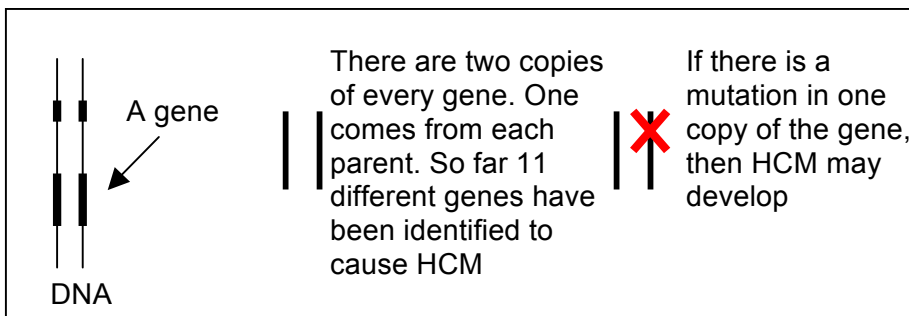 A gene
DNA
There are two copies
of every gene. One
comes from each
parent. So far 11
different genes have
been identified to
cause HCM
If there is a
mutation in one
copy of the gene,
then HCM may
develop